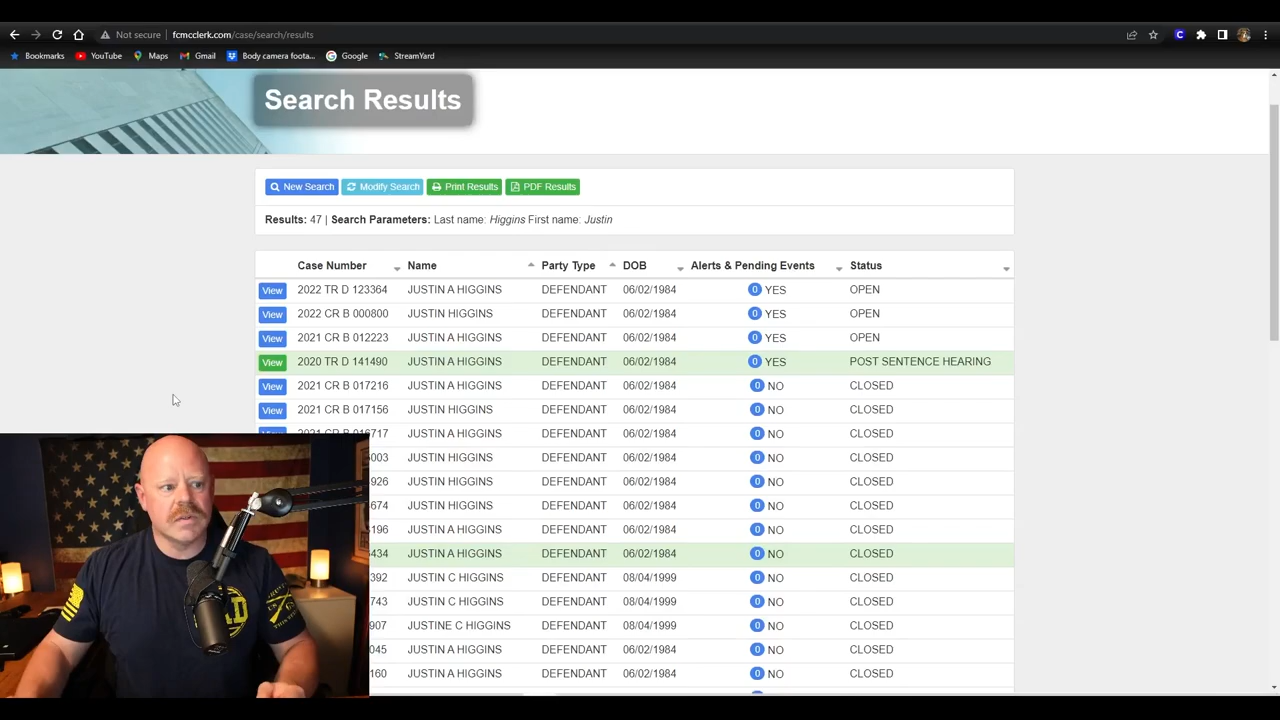 Not secure | fcmcclerk.com/case/search/results
Bookmarks YouTube Maps Gmail Body camera foota... Google StreamYard
Search Results
New Search Modify Search Print Results PDF Results
Results: 47 | Search Parameters: Last name: Higgins First name: Justin
Case Number Name Party Type DOB Alerts & Pending Events Status
View 2022 TR D 123364 JUSTIN A HIGGINS DEFENDANT 06/02/1984 0 YES OPEN
View 2022 CR B 000800 JUSTIN HIGGINS DEFENDANT 06/02/1984 0 YES OPEN
View 2021 CR B 012223 JUSTIN A HIGGINS DEFENDANT 06/02/1984 0 YES OPEN
View 2020 TR D 141490 JUSTIN A HIGGINS DEFENDANT 06/02/1984 0 YES POST SENTENCE HEARING
View 2021 CR B 017216 JUSTIN A HIGGINS DEFENDANT 06/02/1984 0 NO CLOSED
View 2021 CR B 017156 JUSTIN HIGGINS DEFENDANT 06/02/1984 0 NO CLOSED
JUSTIN A HIGGINS DEFENDANT 06/02/1984 0 NO CLOSED
003 JUSTIN A HIGGINS DEFENDANT 06/02/1984 0 NO CLOSED
926 JUSTIN HIGGINS DEFENDANT 06/02/1984 0 NO CLOSED
674 JUSTIN HIGGINS DEFENDANT 06/02/1984 0 NO CLOSED
196 JUSTIN A HIGGINS DEFENDANT 06/02/1984 0 NO CLOSED
434 JUSTIN A HIGGINS DEFENDANT 06/02/1984 0 NO CLOSED
392 JUSTIN C HIGGINS DEFENDANT 08/04/1999 0 NO CLOSED
743 JUSTIN C HIGGINS DEFENDANT 08/04/1999 0 NO CLOSED
907 JUSTINE C HIGGINS DEFENDANT 08/04/1999 0 NO CLOSED
045 JUSTIN A HIGGINS DEFENDANT 06/02/1984 0 NO CLOSED
160 JUSTIN A HIGGINS DEFENDANT 06/02/1984 0 NO CLOSED